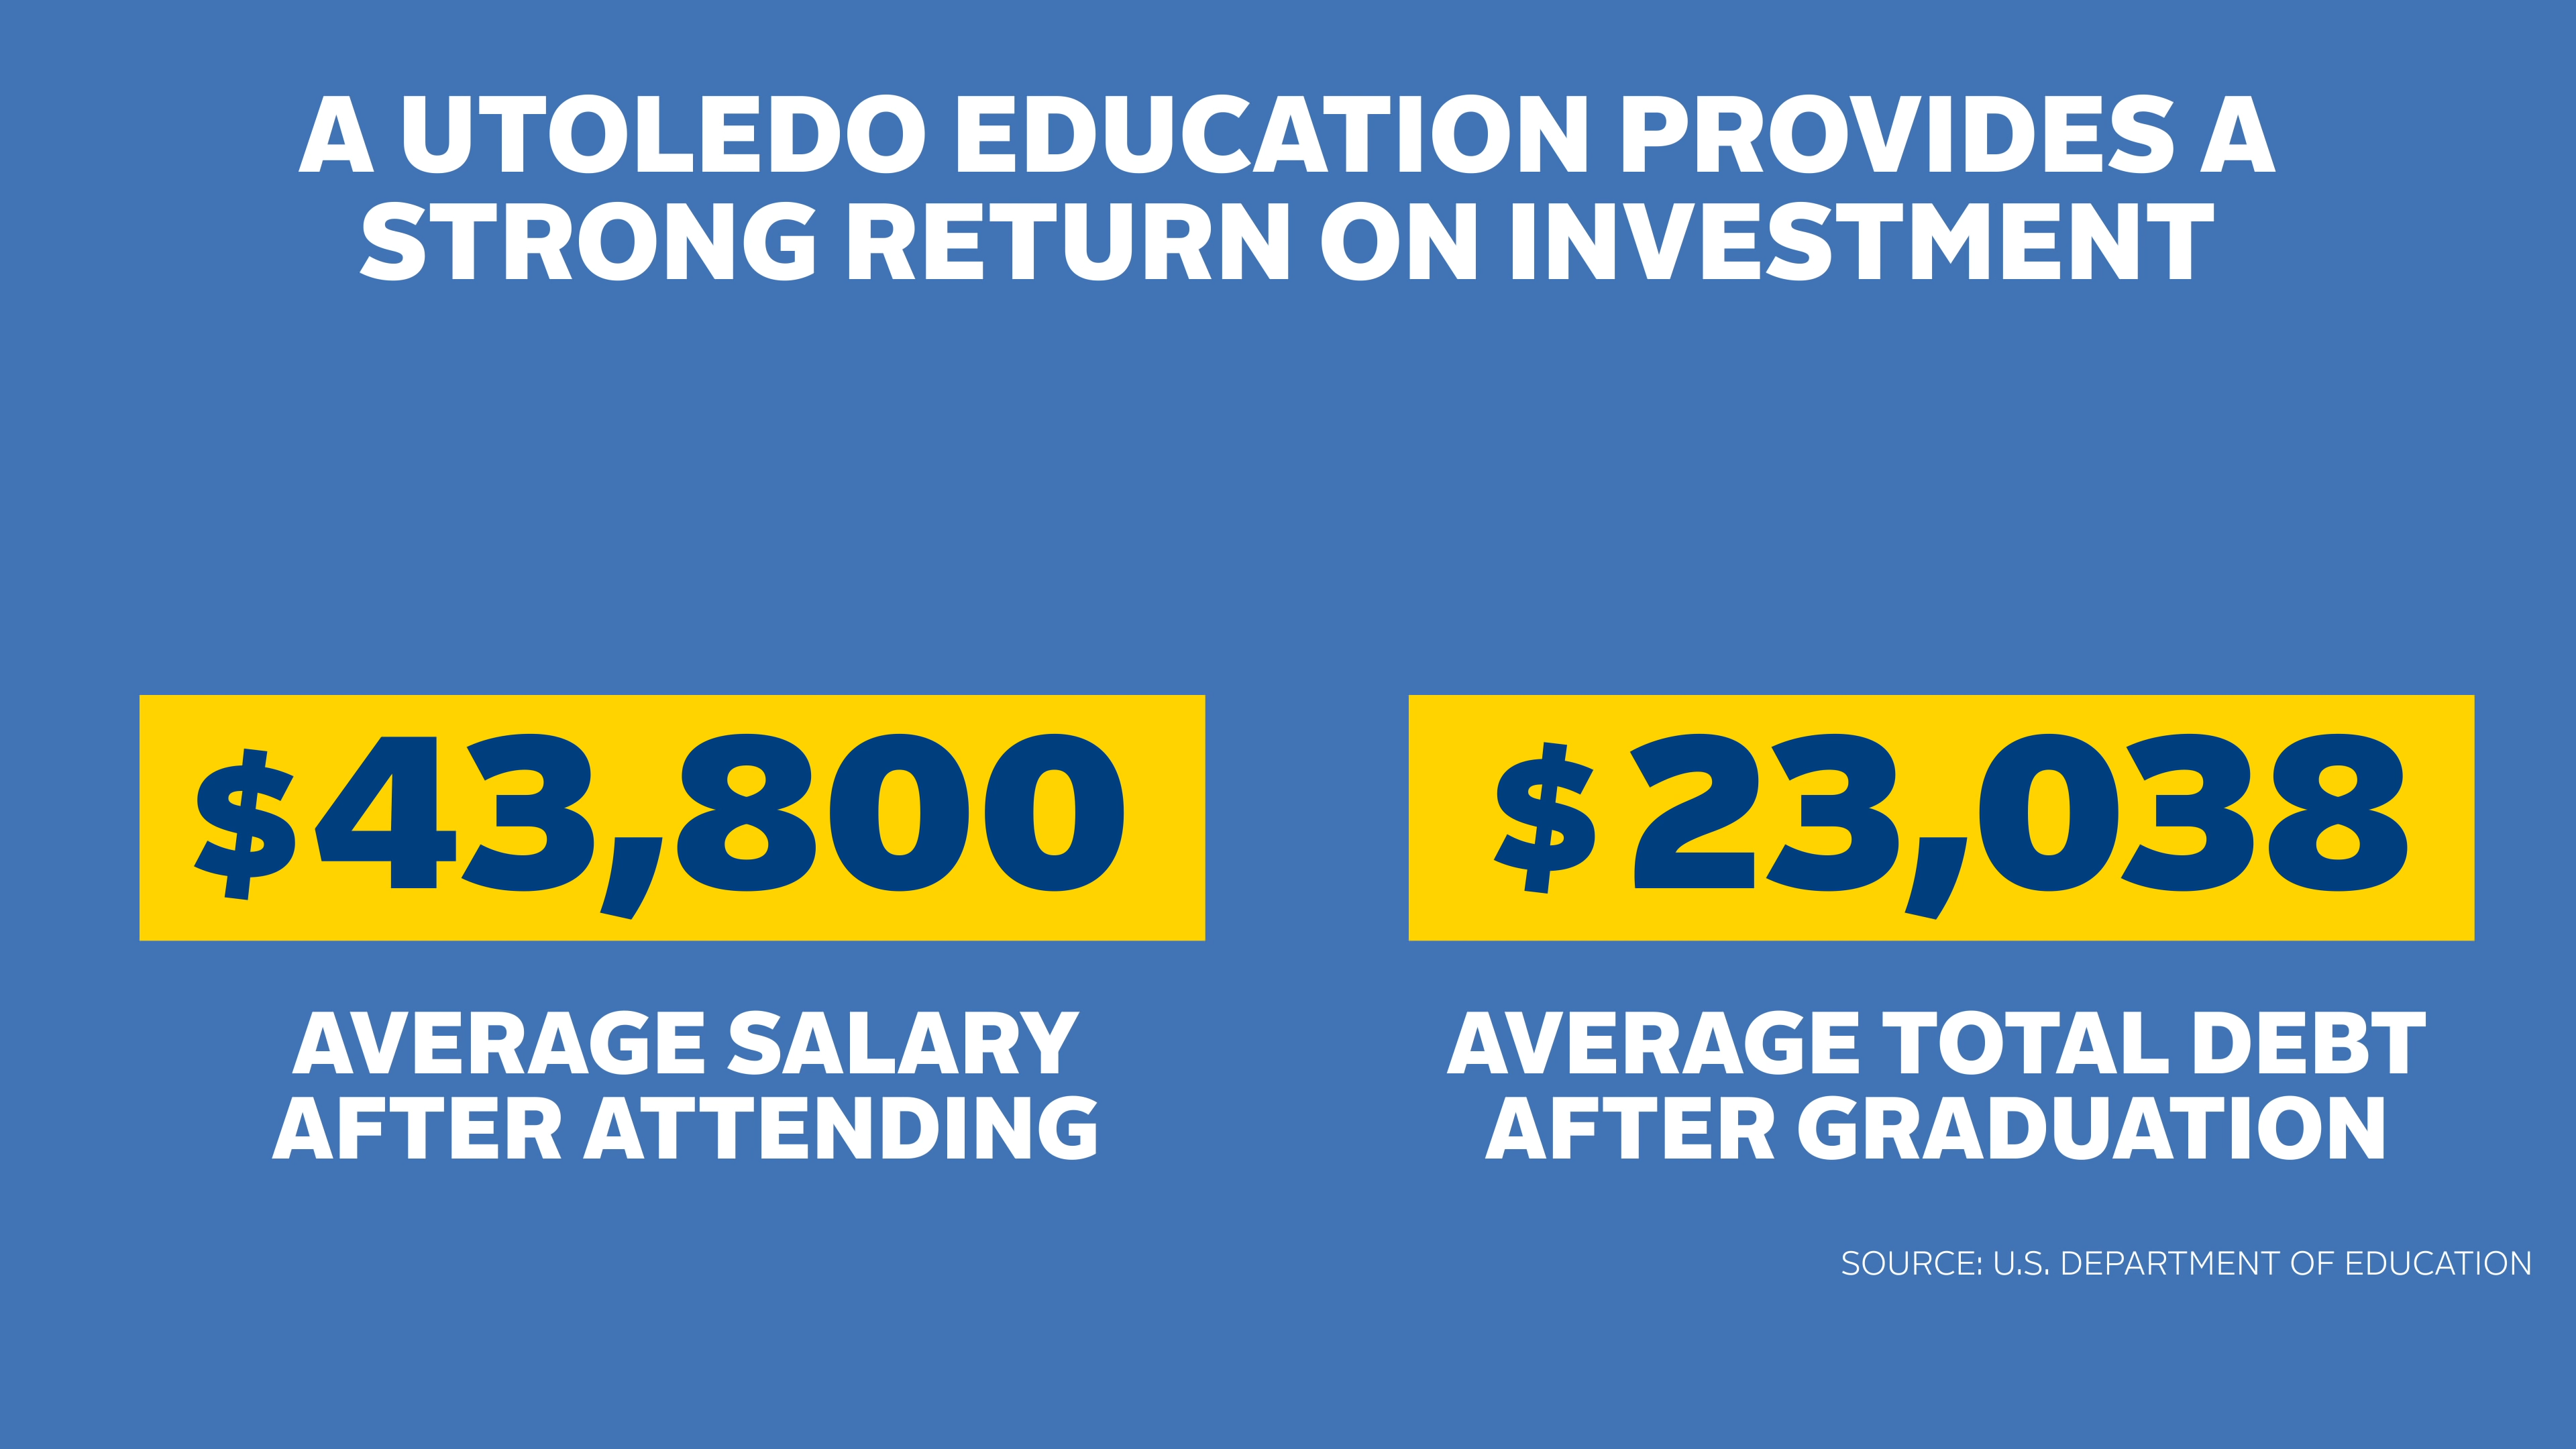 A UTOLEDO EDUCATION PROVIDES A
STRONG RETURN ON INVESTMENT
$43,800
AVERAGE SALARY
AFTER ATTENDING
$23,038
AVERAGE TOTAL DEBT
AFTER GRADUATION
SOURCE: U.S. DEPARTMENT OF EDUCATION